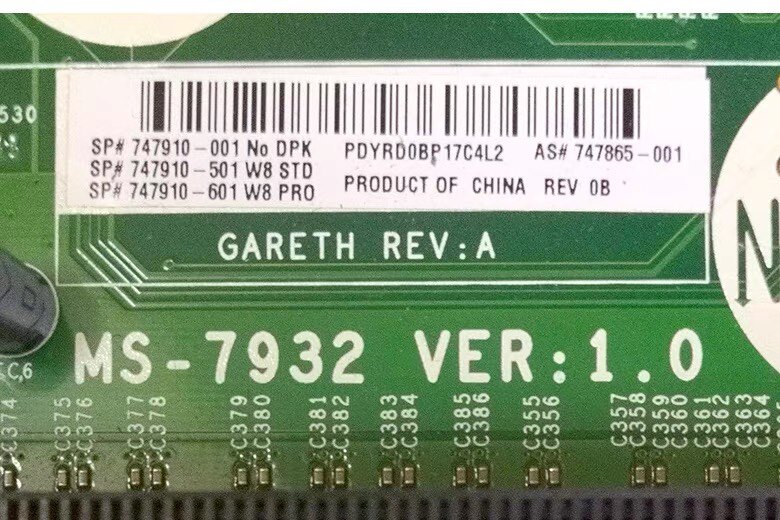 530
SP# 747910-001 No DPK PDYRD0BP17C4L2 AS# 747865-001
SP# 747910-501 W8 STD
SP# 747910-601 W8 PRO PRODUCT OF CHINA REV 0B
GARETH REV:A
N
MS-7932 VER:1.0
C,6
C374 C375 C376 C377 C378 C379 C380 C381 C382 C383 C384 C385 C386 C355 C356 C357 C358 C359 C360 C361 C362 C363 C364